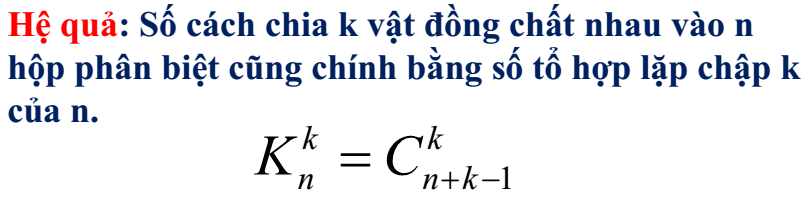 Hệ quả: Số cách chia k vật đồng chất nhau vào n
hộp phân biệt cũng chính bằng số tổ hợp lặp chập k
của n.
K_n^k = C_{n+k-1}^k